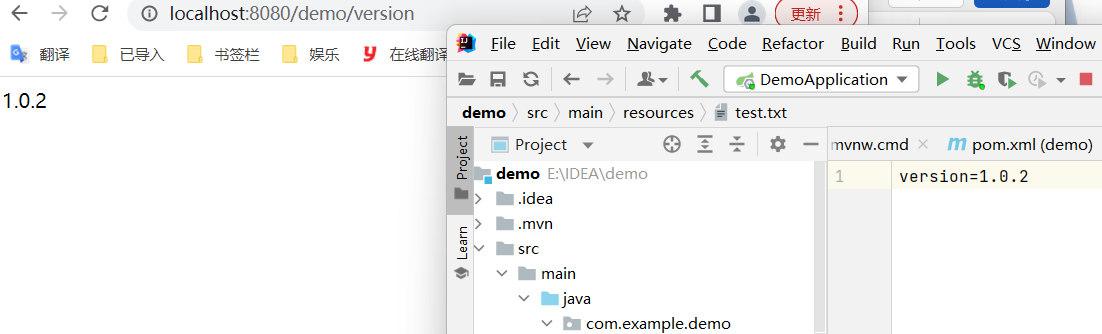 localhost:8080/demo/version
更新
翻译
已导入
书签栏
娱乐
在线翻译
1.0.2
File Edit View Navigate Code Refactor Build Run Tools VCS Window
DemoApplication
demo src main resources test.txt
Project
Project
mvnw.cmd
pom.xml (demo)
demo E:\IDEA\demo
.idea
.mvn
src
main
java
com.example.demo
Learn
1
version=1.0.2